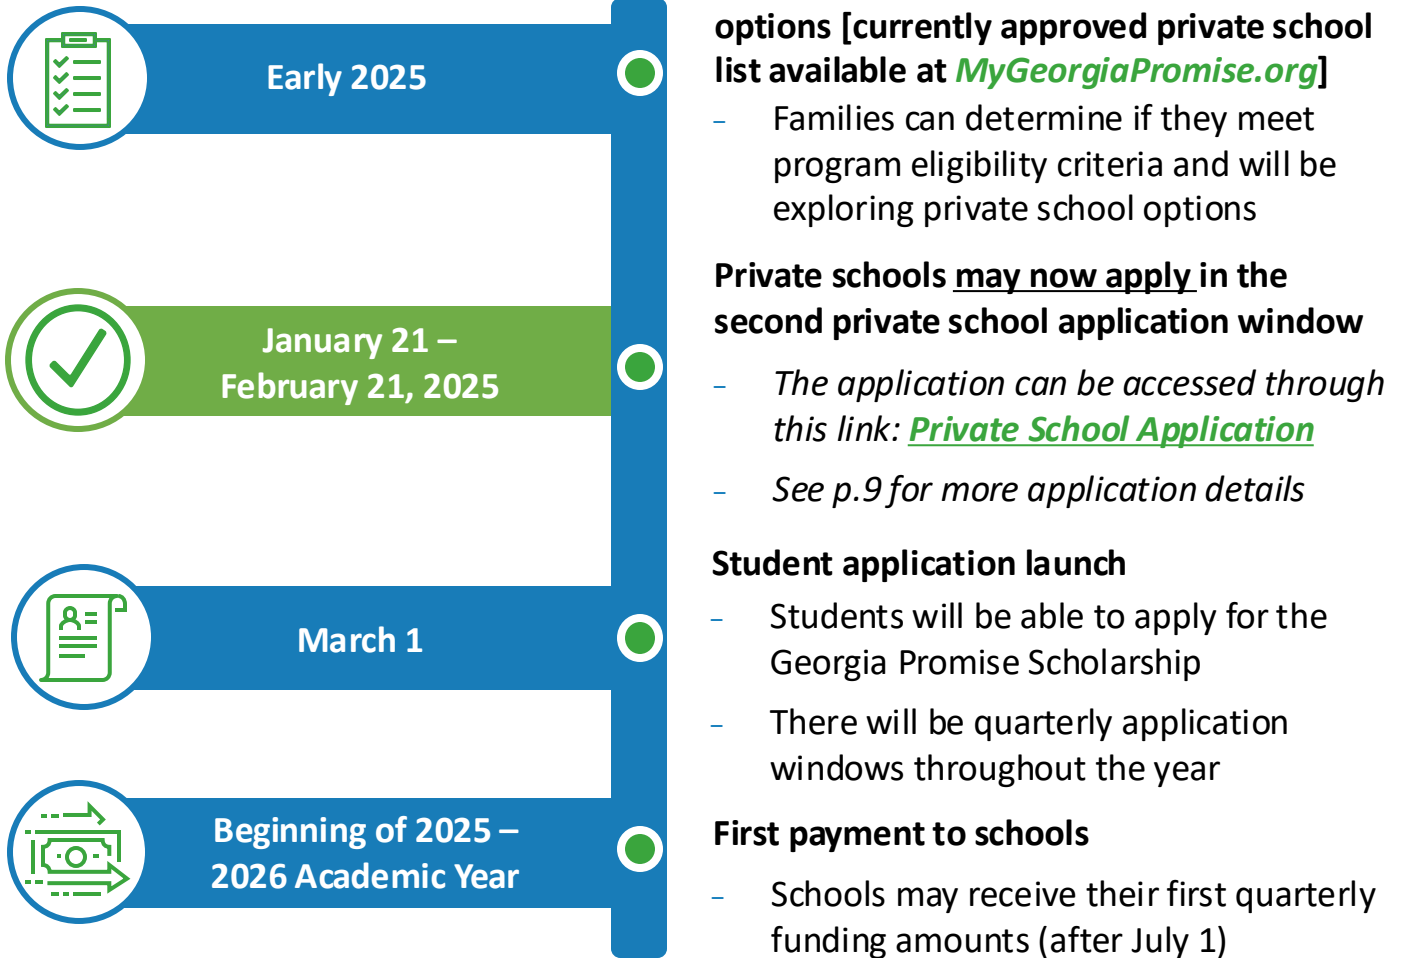 Early 2025
options [currently approved private school
list available at MyGeorgiaPromise.org]
– Families can determine if they meet
program eligibility criteria and will be
exploring private school options
January 21 –
February 21, 2025
Private schools may now apply in the
second private school application window
– The application can be accessed through
this link: Private School Application
– See p.9 for more application details
March 1
Student application launch
– Students will be able to apply for the
Georgia Promise Scholarship
– There will be quarterly application
windows throughout the year
Beginning of 2025 –
2026 Academic Year
First payment to schools
– Schools may receive their first quarterly
funding amounts (after July 1)